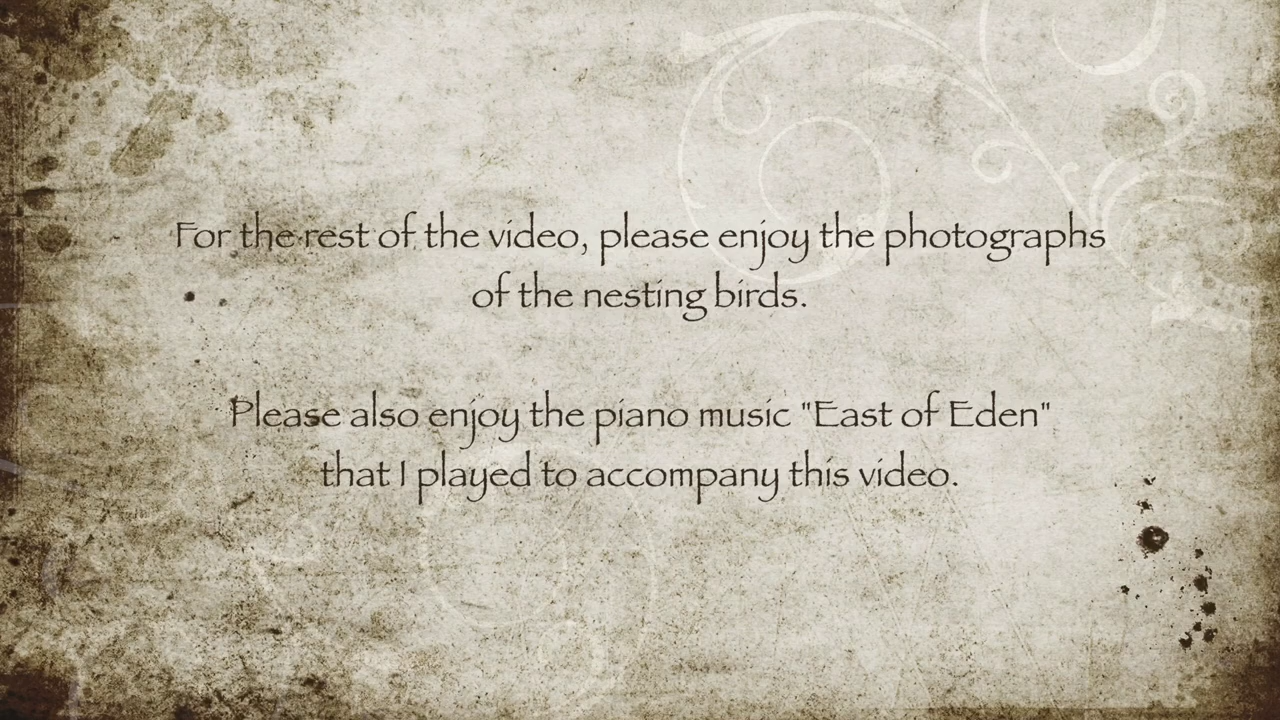 For the rest of the video, please enjoy the photographs
of the nesting birds.
Please also enjoy the piano music "East of Eden"
that I played to accompany this video.